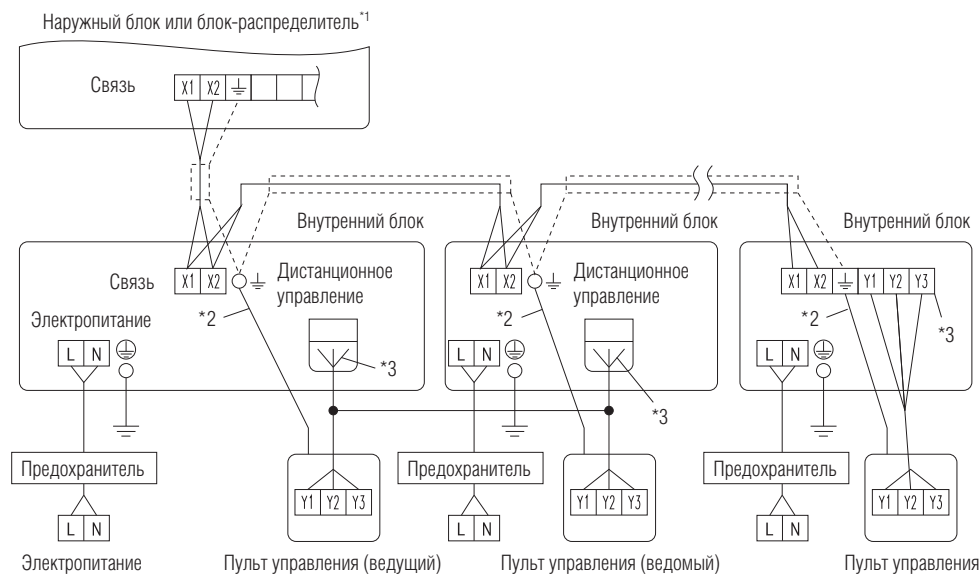 Наружный блок или блок-распределитель*1
Связь
X1 X2
Внутренний блок
Внутренний блок
Внутренний блок
Связь
X1 X2
Дистанционное
управление
X1 X2
Дистанционное
управление
X1 X2 Y1 Y2 Y3
Электропитание
*2
*2
*2
*3
L N
*3
L N
*3
L N
Предохранитель
Предохранитель
Предохранитель
Y1 Y2 Y3
Y1 Y2 Y3
Y1 Y2 Y3
L N
L N
L N
Электропитание
Пульт управления (ведущий)
Пульт управления (ведомый)
Пульт управления